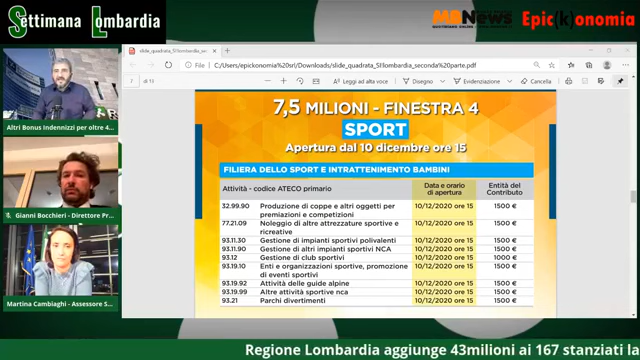 Settimana Lombardia
MBNews
Epic(k)onomia
slide_quadrata_SìLombardia_seco
File
C:/Users/epickonomia%20srl/Downloads/slide_quadrata_SIlombardia_seconda%20parte.pdf
7 di 13
Leggi ad alta voce
Disegno
Evidenziazione
Cancella
7,5 MILIONI - FINESTRA 4
SPORT
Apertura dal 10 dicembre ore 15
FILIERA DELLO SPORT E INTRATTENIMENTO BAMBINI
Attività - codice ATECO primario
Data e orario di apertura
Entità del Contributo
32.99.90 Produzione di coppe e altri oggetti per premiazioni e competizioni 10/12/2020 ore 15 1500 €
77.21.09 Noleggio di altre attrezzature sportive e ricreative 10/12/2020 ore 15 1500 €
93.11.30 Gestione di impianti sportivi polivalenti 10/12/2020 ore 15 1500 €
93.11.90 Gestione di altri impianti sportivi NCA 10/12/2020 ore 15 1500 €
93.12 Gestione di club sportivi 10/12/2020 ore 15 1000 €
93.19.10 Enti e organizzazioni sportive, promozione di eventi sportivi 10/12/2020 ore 15 1500 €
93.19.92 Attività delle guide alpine 10/12/2020 ore 15 1500 €
93.19.99 Altre attività sportive nca 10/12/2020 ore 15 1500 €
93.21 Parchi divertimenti 10/12/2020 ore 15 1500 €
Altri Bonus Indennizzi per oltre 4...
Gianni Bocchieri - Direttore Pr...
Martina Cambiaghi - Assessore S...
Regione Lombardia aggiunge 43milioni ai 167 stanziati la